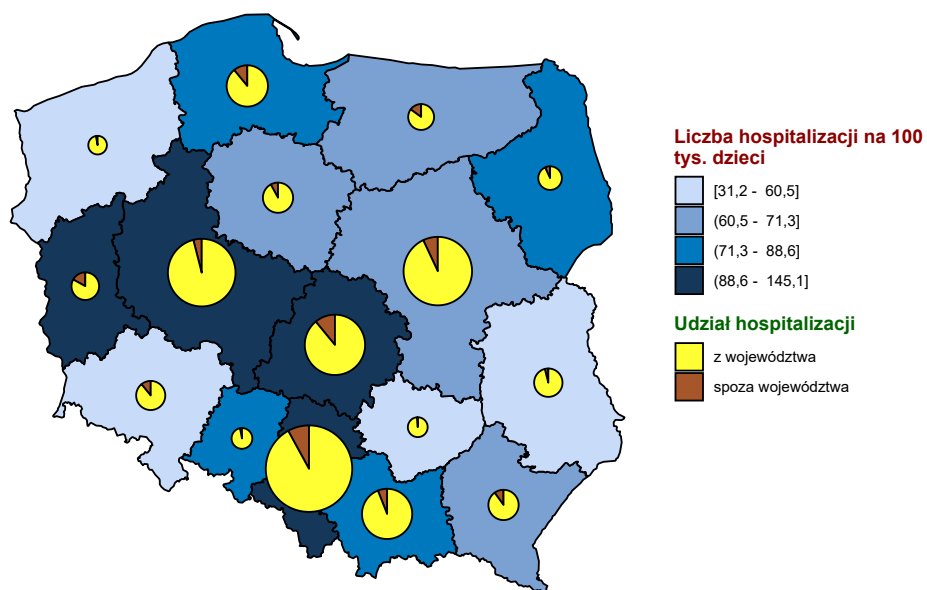 Liczba hospitalizacji na 100
tys. dzieci
[31,2 - 60,5]
(60,5 - 71,3]
(71,3 - 88,6]
(88,6 - 145,1]
Udział hospitalizacji
z województwa
spoza województwa